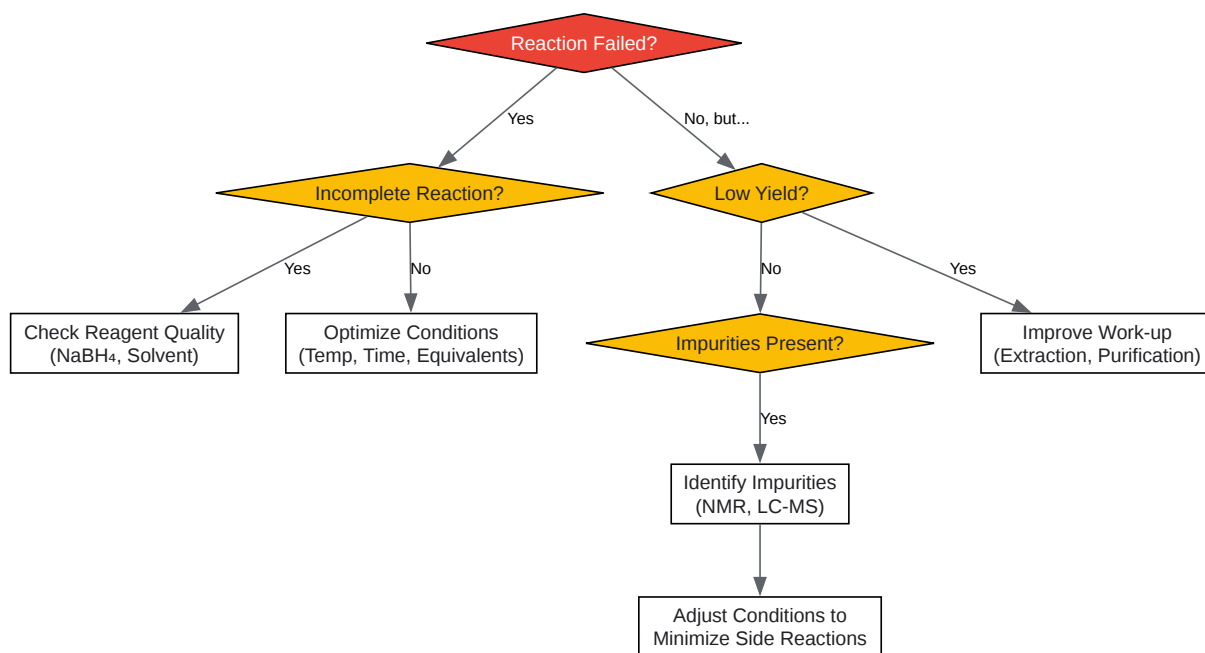 Reaction Failed?
Yes
No, but...
Incomplete Reaction?
Low Yield?
Yes
No
No
Yes
Check Reagent Quality
(NaBH₄, Solvent)
Optimize Conditions
(Temp, Time, Equivalents)
Impurities Present?
Improve Work-up
(Extraction, Purification)
Yes
Identify Impurities
(NMR, LC-MS)
Adjust Conditions to
Minimize Side Reactions